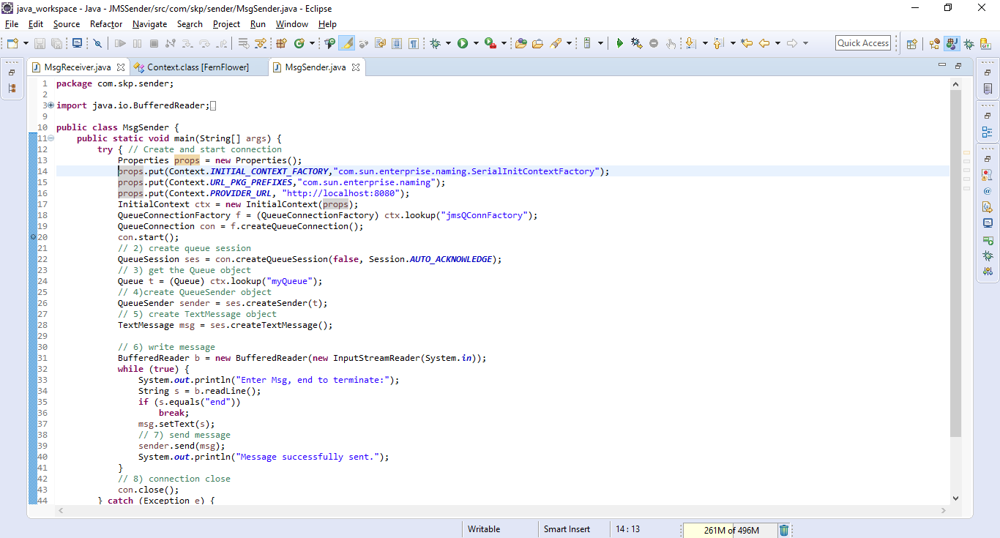 java_workspace - Java - JMSSender/src/com/skp/sender/MsgSender.java - Eclipse
File Edit Source Refactor Navigate Search Project Run Window Help
Quick Access
MsgReceiver.java Context.class [FernFlower] MsgSender.java
1 package com.skp.sender;
2
3 import java.io.BufferedReader;
9
10 public class MsgSender {
11 public static void main(String[] args) {
12 try { // Create and start connection
13 Properties props = new Properties();
14 props.put(Context.INITIAL_CONTEXT_FACTORY,"com.sun.enterprise.naming.SerialInitContextFactory");
15 props.put(Context.URL_PKG_PREFIXES,"com.sun.enterprise.naming");
16 props.put(Context.PROVIDER_URL, "http://localhost:8080");
17 InitialContext ctx = new InitialContext(props);
18 QueueConnectionFactory f = (QueueConnectionFactory) ctx.lookup("jmsQConnFactory");
19 QueueConnection con = f.createQueueConnection();
20 con.start();
21 // 2) create queue session
22 QueueSession ses = con.createQueueSession(false, Session.AUTO_ACKNOWLEDGE);
23 // 3) get the Queue object
24 Queue t = (Queue) ctx.lookup("myQueue");
25 // 4)create QueueSender object
26 QueueSender sender = ses.createSender(t);
27 // 5) create TextMessage object
28 TextMessage msg = ses.createTextMessage();
29
30 // 6) write message
31 BufferedReader b = new BufferedReader(new InputStreamReader(System.in));
32 while (true) {
33 System.out.println("Enter Msg, end to terminate:");
34 String s = b.readLine();
35 if (s.equals("end"))
36 break;
37 msg.setText(s);
38 // 7) send message
39 sender.send(msg);
40 System.out.println("Message successfully sent.");
41 }
42 // 8) connection close
43 con.close();
44 } catch (Exception e) {
Writable Smart Insert 14 : 13 261M of 496M